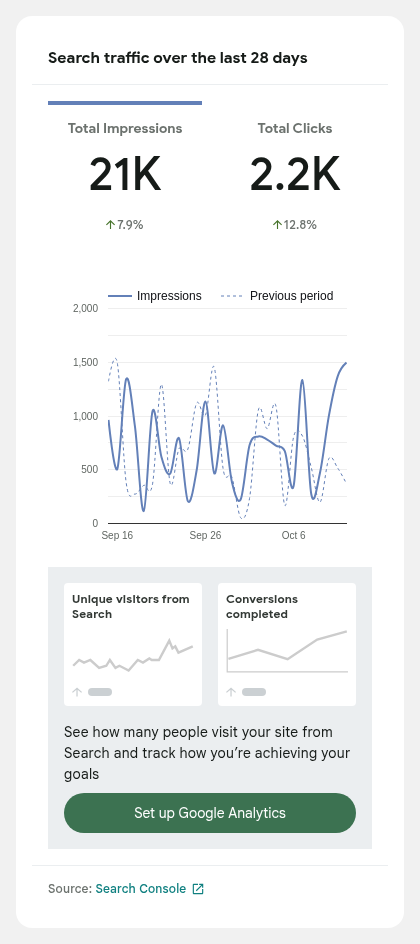 Search traffic over the last 28 days
Total Impressions
21K
↑7.9%
Total Clicks
2.2K
↑12.8%
Impressions
Previous period
2,000
1,500
1,000
500
0
Sep 16
Sep 26
Oct 6
Unique visitors from
Search
Conversions
completed
See how many people visit your site from
Search and track how you’re achieving your
goals
Set up Google Analytics
Source: Search Console